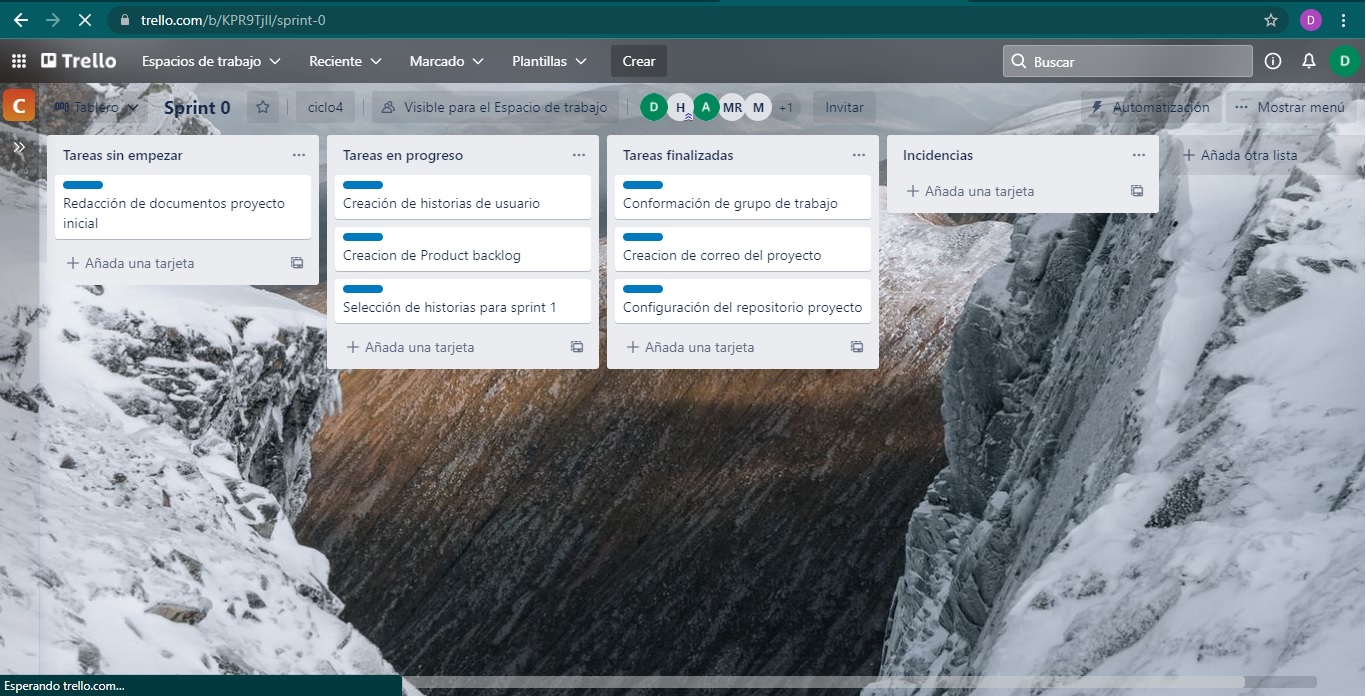 trello.com/b/KPR9TjIl/sprint-0
D
Trello
Espacios de trabajo
Reciente
Marcado
Plantillas
Crear
Buscar
D
C
Tablero
Sprint 0
ciclo4
Visible para el Espacio de trabajo
D
H
A
MR
M
+1
Invitar
Automatización
Mostrar menú
Tareas sin empezar
Redacción de documentos proyecto
inicial
+ Añada una tarjeta
Tareas en progreso
Creación de historias de usuario
Creacion de Product backlog
Selección de historias para sprint 1
+ Añada una tarjeta
Tareas finalizadas
Conformación de grupo de trabajo
Creacion de correo del proyecto
Configuración del repositorio proyecto
+ Añada una tarjeta
Incidencias
+ Añada una tarjeta
+ Añada otra lista
Esperando trello.com...